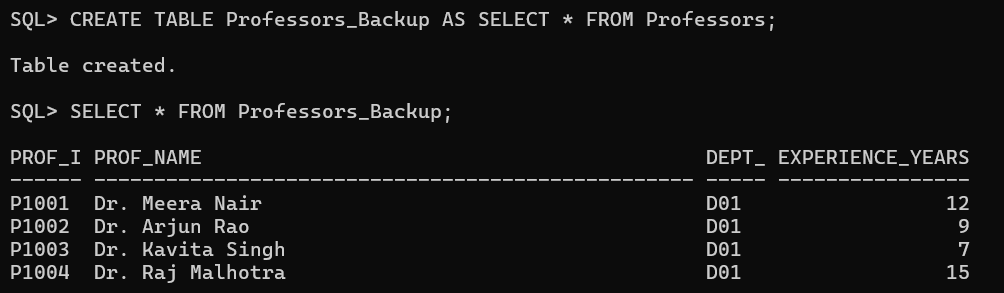 SQL> CREATE TABLE Professors_Backup AS SELECT * FROM Professors;
Table created.
SQL> SELECT * FROM Professors_Backup;
PROF_I PROF_NAME                                          DEPT_ EXPERIENCE_YEARS
------ -------------------------------------------------- ----- ----------------
P1001  Dr. Meera Nair                                     D01                 12
P1002  Dr. Arjun Rao                                      D01                  9
P1003  Dr. Kavita Singh                                   D01                  7
P1004  Dr. Raj Malhotra                                   D01                 15